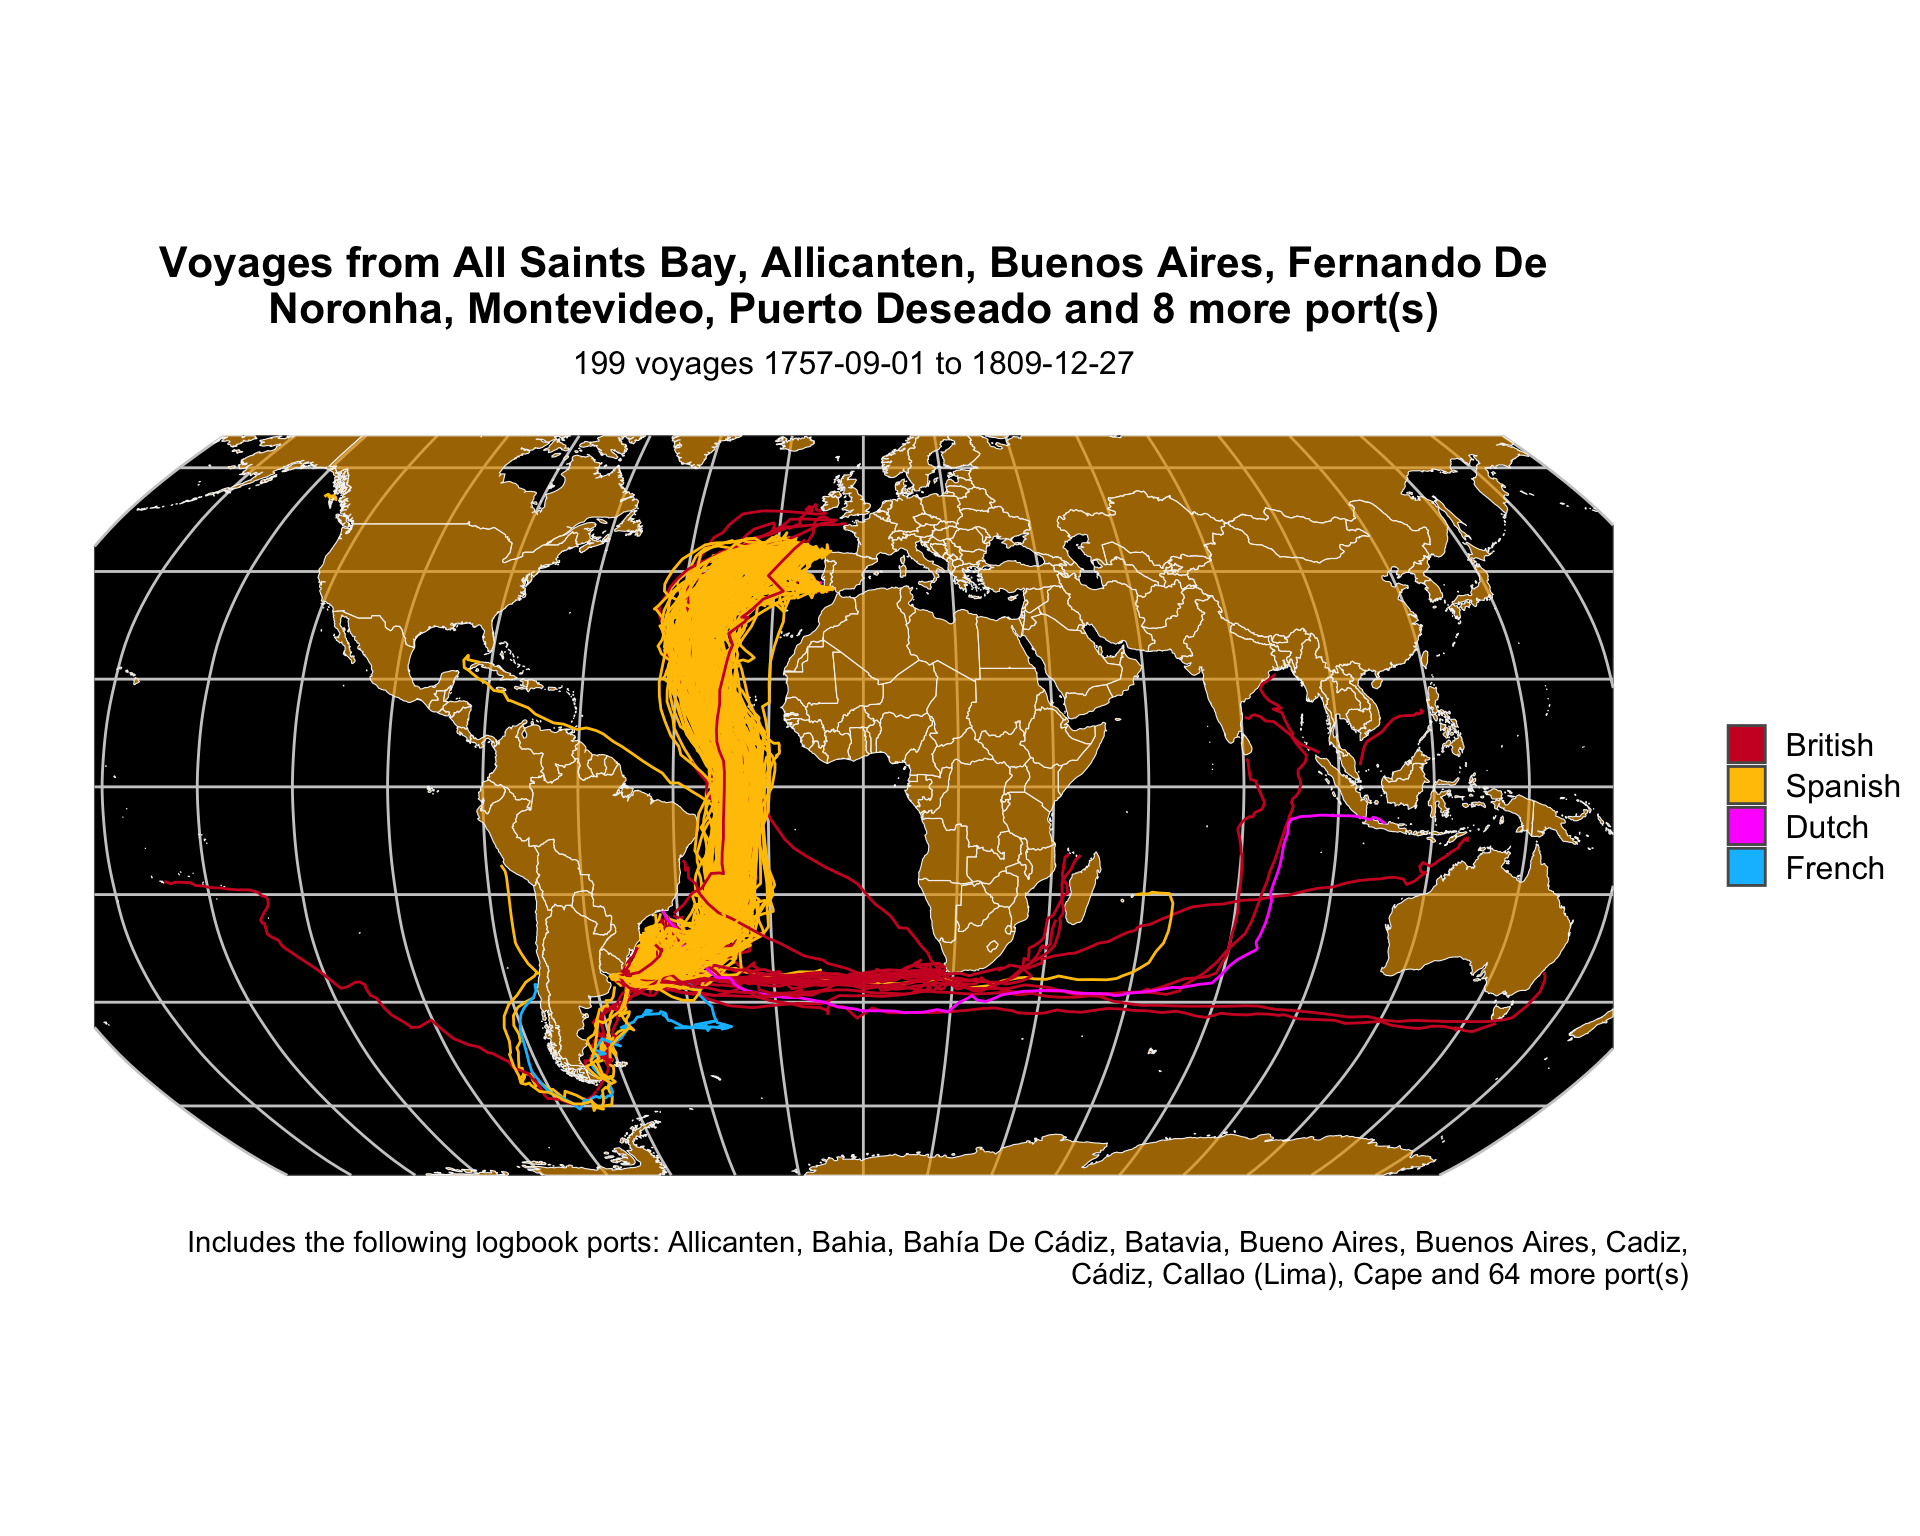 Voyages from All Saints Bay, Allicanten, Buenos Aires, Fernando De
Noronha, Montevideo, Puerto Deseado and 8 more port(s)
199 voyages 1757-09-01 to 1809-12-27
British
Spanish
Dutch
French
Includes the following logbook ports: Allicanten, Bahia, Bahía De Cádiz, Batavia, Bueno Aires, Buenos Aires, Cadiz,
Cádiz, Callao (Lima), Cape and 64 more port(s)